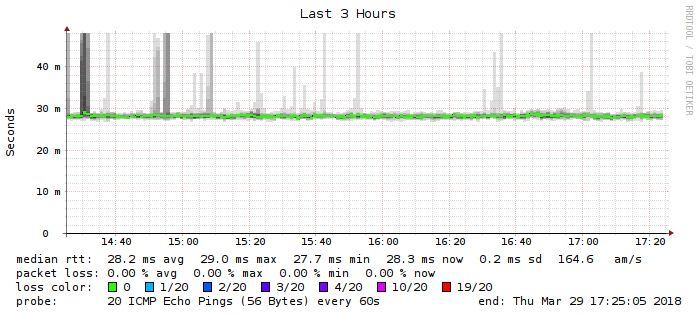 Last 3 Hours
RRDTOOL / TOBI OETIKER
Seconds
40 m
30 m
20 m
10 m
0
14:40 15:00 15:20 15:40 16:00 16:20 16:40 17:00 17:20
median rtt: 28.2 ms avg 29.0 ms max 27.7 ms min 28.3 ms now 0.2 ms sd 164.6 am/s
packet loss: 0.00 % avg 0.00 % max 0.00 % min 0.00 % now
loss color: 0 1/20 2/20 3/20 4/20 10/20 19/20
probe: 20 ICMP Echo Pings (56 Bytes) every 60s end: Thu Mar 29 17:25:05 2018